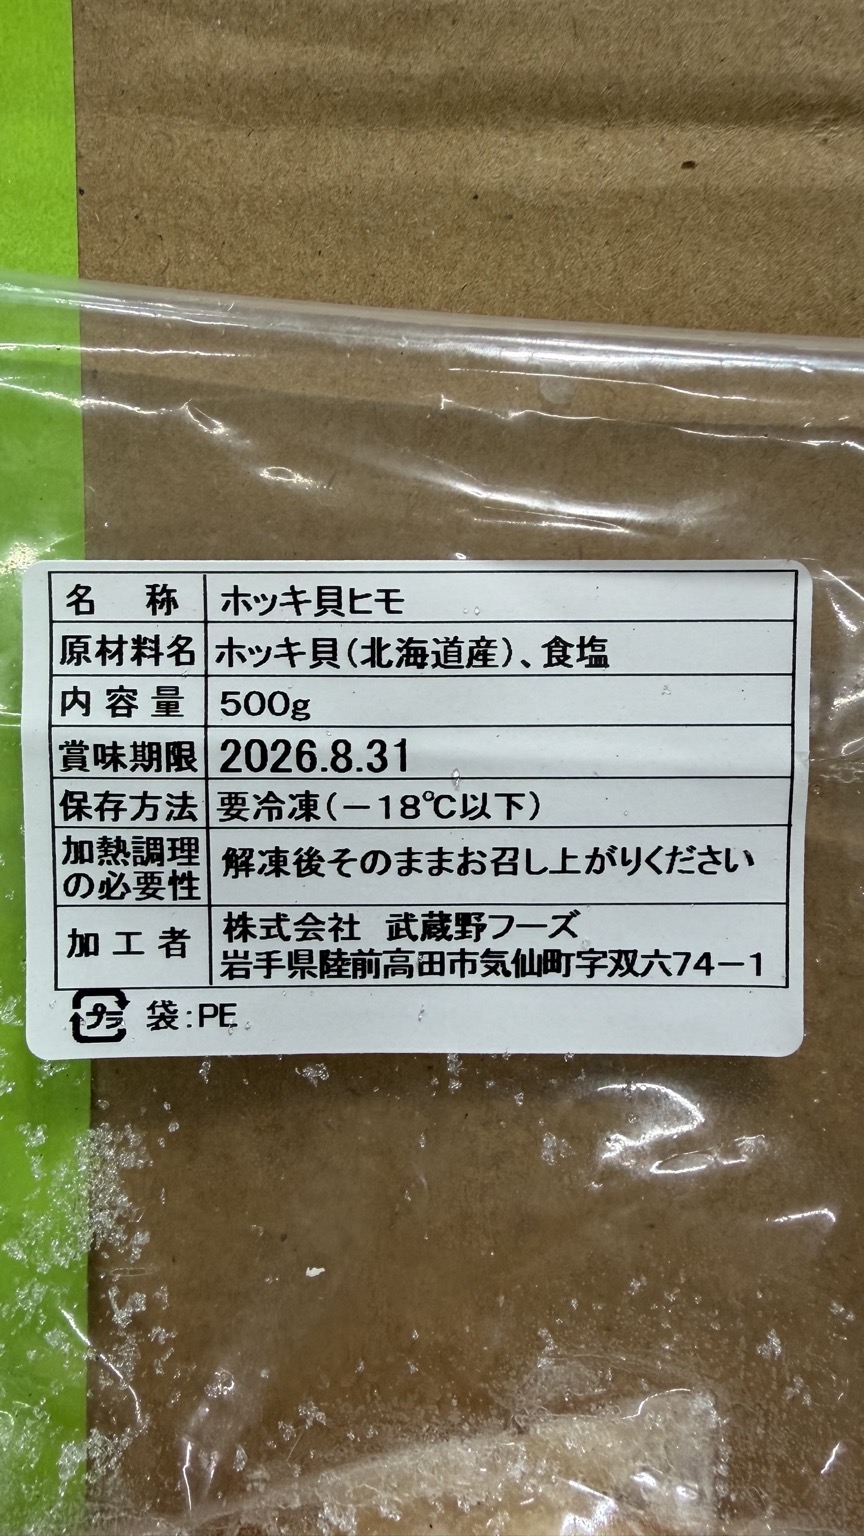 名　称 ホッキ貝ヒモ
原材料名 ホッキ貝(北海道産)、食塩
内容量 500g
賞味期限 2026.8.31
保存方法 要冷凍(－18℃以下)
加熱調理の必要性 解凍後そのままお召し上がりください
加工者 株式会社　武蔵野フーズ
岩手県陸前高田市気仙町字双六74－1
プラ 袋:PE